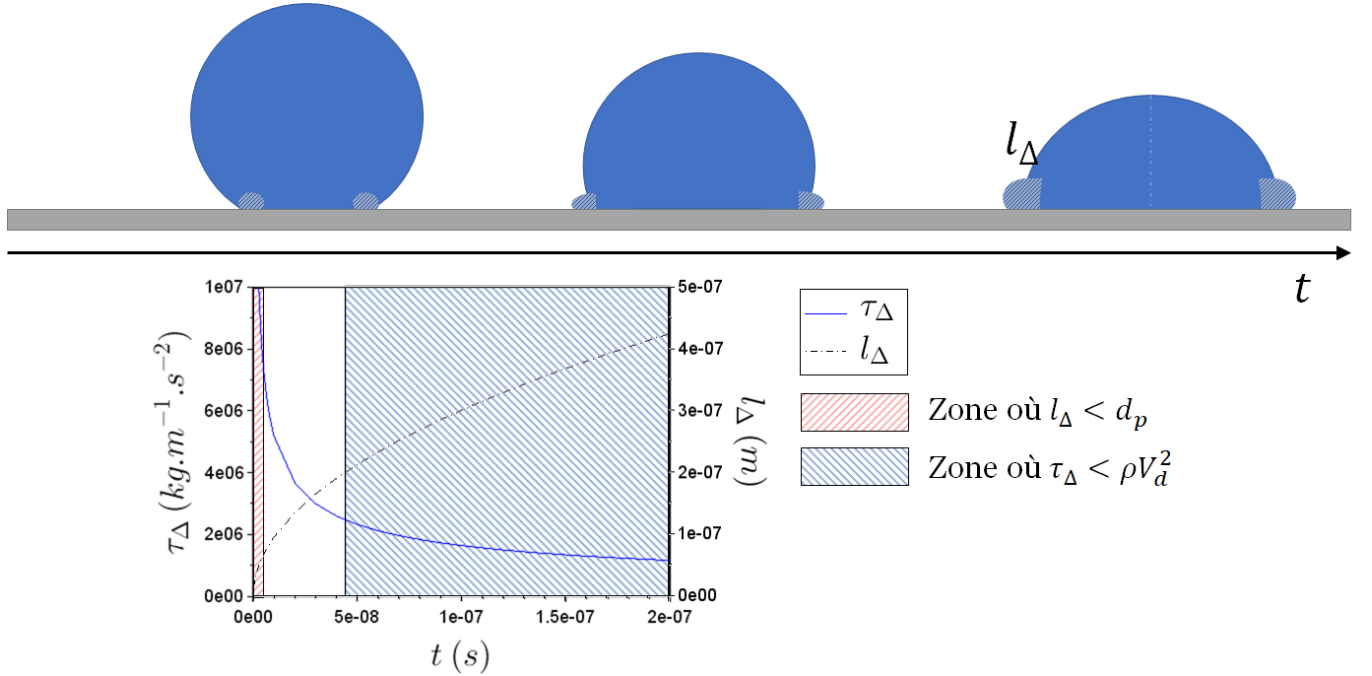 l_Δ
t
1e07
8e06
6e06
4e06
2e06
0e00
τ_Δ (kg.m⁻¹.s⁻²)
5e-07
4e-07
3e-07
2e-07
1e-07
0e00
l_Δ (m)
0e00 5e-08 1e-07 1.5e-07 2e-07
t (s)
τ_Δ
l_Δ
Zone où l_Δ < d_p
Zone où τ_Δ < ρV_d²